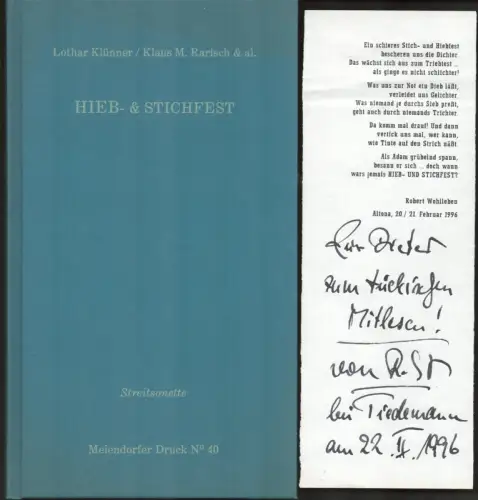 Lothar Klünner / Klaus M. Rarisch & al.
HIEB- & STICHFEST
Streitsonette
Meiendorfer Druck Nº 40
Ein schieres Stich- und Hiebfest
bescheren uns die Dichter.
Das wächst sich aus zum Triebfest ..
als ginge es nicht schlichter!
Was uns zur Not ein Dieb läßt,
verleidet uns Gelichter.
Was niemand je durchs Sieb preßt,
geht auch durch niemands Trichter.
Da komm mal drauf! Und dann
vertick uns mal, wer kann,
wie Tinte auf den Strich näßt.
Als Adam grübelnd spann,
besann er sich .. doch wann
wars jemals HIEB- UND STICHFEST?
Robert Wohlleben
Altona, 20 / 21. Februar 1996
Für Dieter
zum tückischen
Mitlesen!
von
bei Tiedemann
am 22. II. 1996